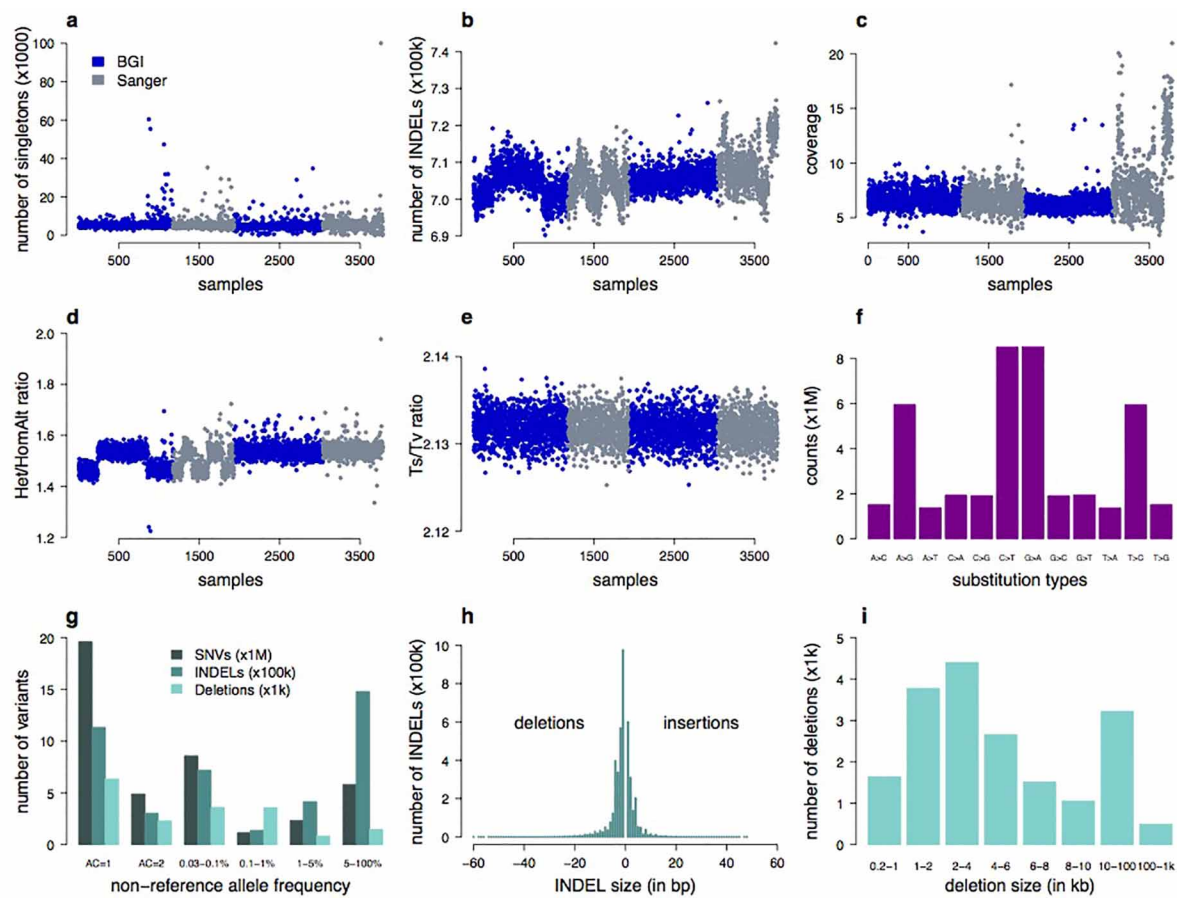 a
number of singletons (x1000)
100
80
60
40
20
0
BGI
Sanger
500 1500 2500 3500
samples
b
number of INDELs (x100k)
7.4
7.3
7.2
7.1
7.0
6.9
500 1500 2500 3500
samples
c
coverage
20
15
10
5
0 500 1500 2500 3500
samples
d
Het/HomAlt ratio
2.0
1.8
1.6
1.4
1.2
500 1500 2500 3500
samples
e
Ts/Tv ratio
2.14
2.13
2.12
500 1500 2500 3500
samples
f
counts (x1M)
8
6
4
2
0
A>C A>G A>T C>A C>G C>T G>A G>C G>T T>A T>C T>G
substitution types
g
number of variants
20
15
10
5
0
SNVs (x1M)
INDELs (x100k)
Deletions (x1k)
AC=1 AC=2 0.03−0.1% 0.1−1% 1−5% 5−100%
non−reference allele frequency
h
number of INDELs (x100k)
10
8
6
4
2
0
deletions insertions
−60 −40 −20 0 20 40 60
INDEL size (in bp)
i
number of deletions (x1k)
5
4
3
2
1
0
0.2−1 1−2 2−4 4−6 6−8 8−10 10−100 100−1k
deletion size (in kb)